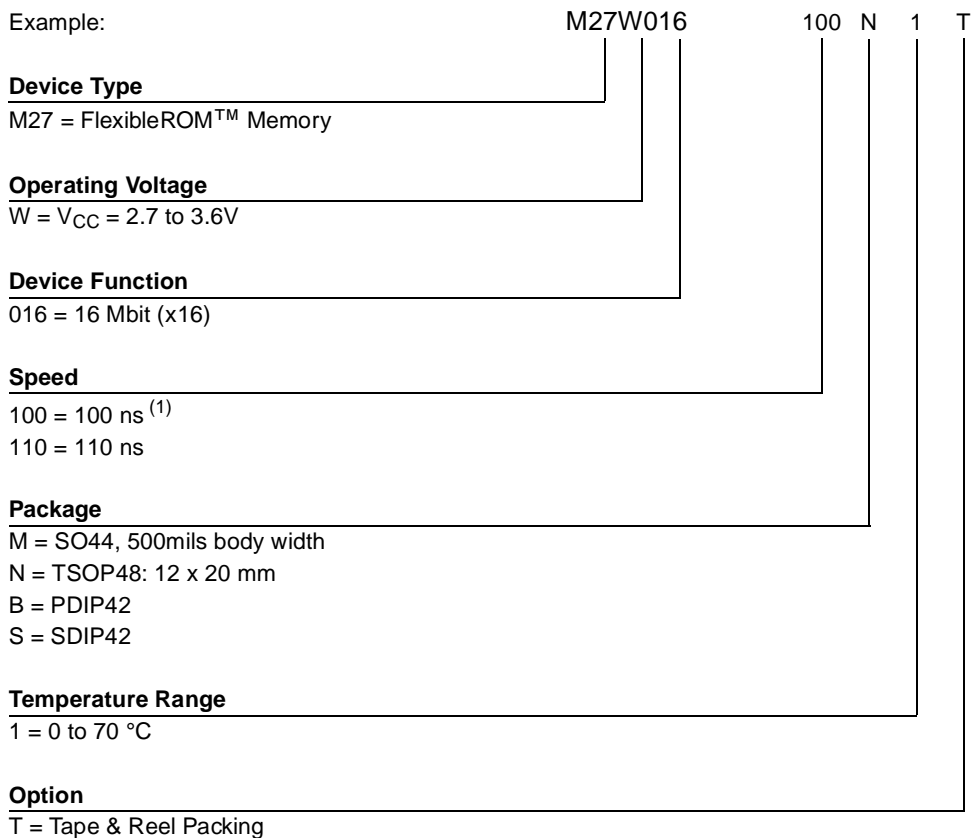 Example: M27W016 100 N 1 T
Device Type
M27 = FlexibleROM™ Memory
Operating Voltage
W = VCC = 2.7 to 3.6V
Device Function
016 = 16 Mbit (x16)
Speed
100 = 100 ns (1)
110 = 110 ns
Package
M = SO44, 500mils body width
N = TSOP48: 12 x 20 mm
B = PDIP42
S = SDIP42
Temperature Range
1 = 0 to 70 °C
Option
T = Tape & Reel Packing